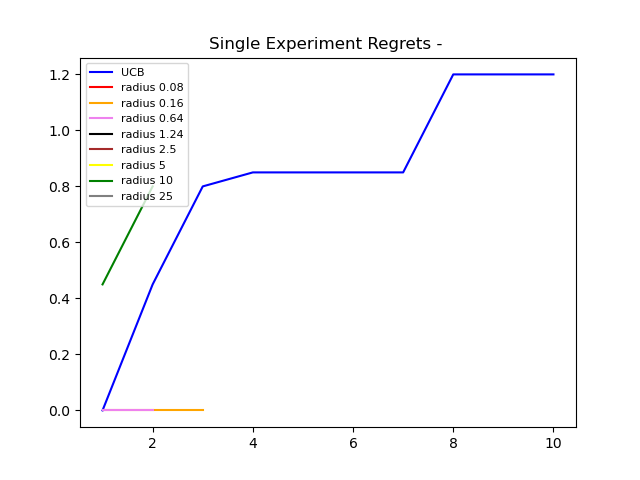 Single Experiment Regrets -
UCB
radius 0.08
radius 0.16
radius 0.64
radius 1.24
radius 2.5
radius 5
radius 10
radius 25
1.2
1.0
0.8
0.6
0.4
0.2
0.0
2 4 6 8 10